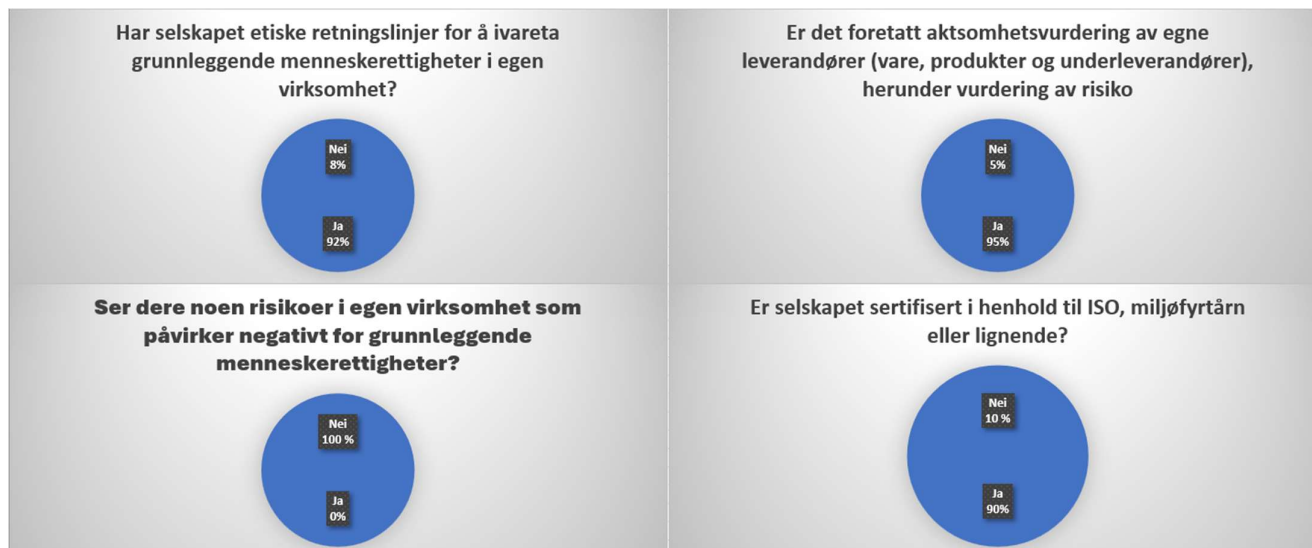 Har selskapet etiske retningslinjer for å ivareta
grunnleggende menneskerettigheter i egen
virksomhet?
Nei
8%
Ja
92%
Er det foretatt aktsomhetsvurdering av egne
leverandører (vare, produkter og underleverandører),
herunder vurdering av risiko
Nei
5%
Ja
95%
Ser dere noen risikoer i egen virksomhet som
påvirker negativt for grunnleggende
menneskerettigheter?
Nei
100 %
Ja
0%
Er selskapet sertifisert i henhold til ISO, miljøfyrtårn
eller lignende?
Nei
10 %
Ja
90%